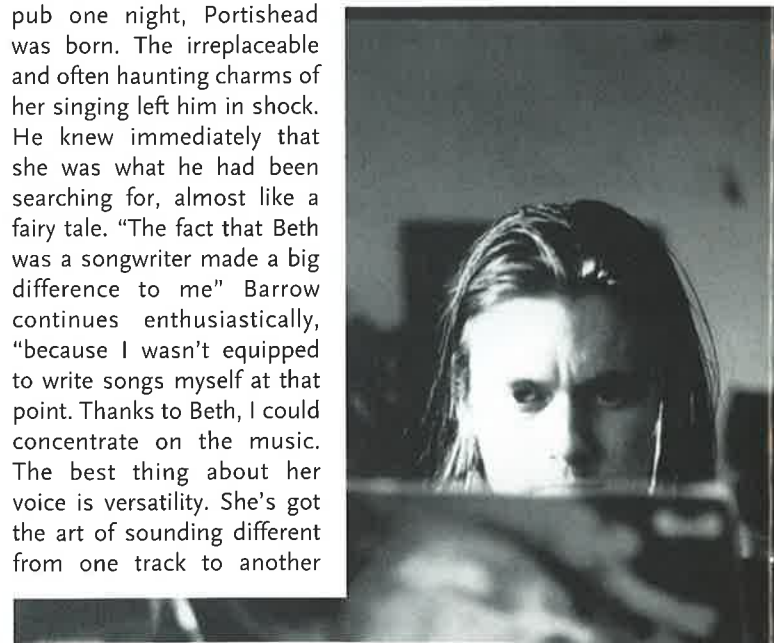 pub one night, Portishead
was born. The irreplaceable
and often haunting charms of
her singing left him in shock.
He knew immediately that
she was what he had been
searching for, almost like a
fairy tale. “The fact that Beth
was a songwriter made a big
difference to me” Barrow
continues enthusiastically,
“because I wasn't equipped
to write songs myself at that
point. Thanks to Beth, I could
concentrate on the music.
The best thing about her
voice is versatility. She's got
the art of sounding different
from one track to another